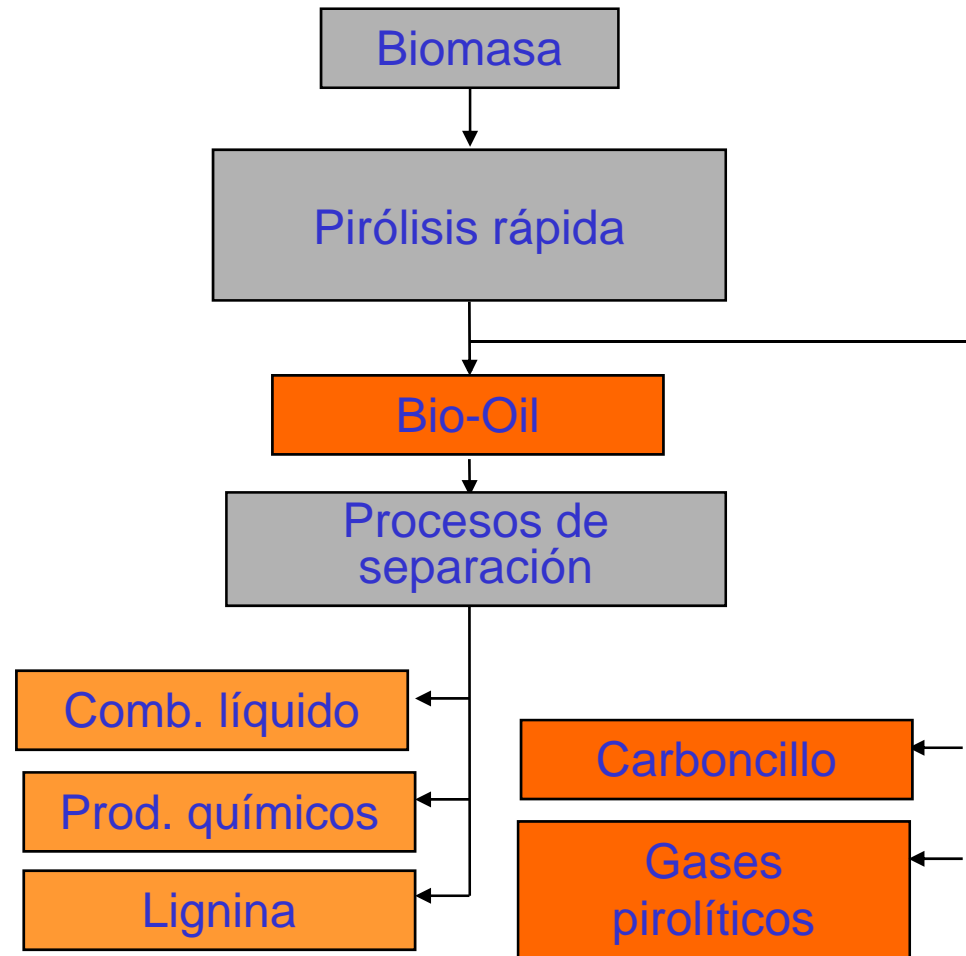 Biomasa
Pirólisis rápida
Bio-Oil
Procesos de
separación
Comb. líquido
Prod. químicos
Lignina
Carboncillo
Gases
pirolíticos